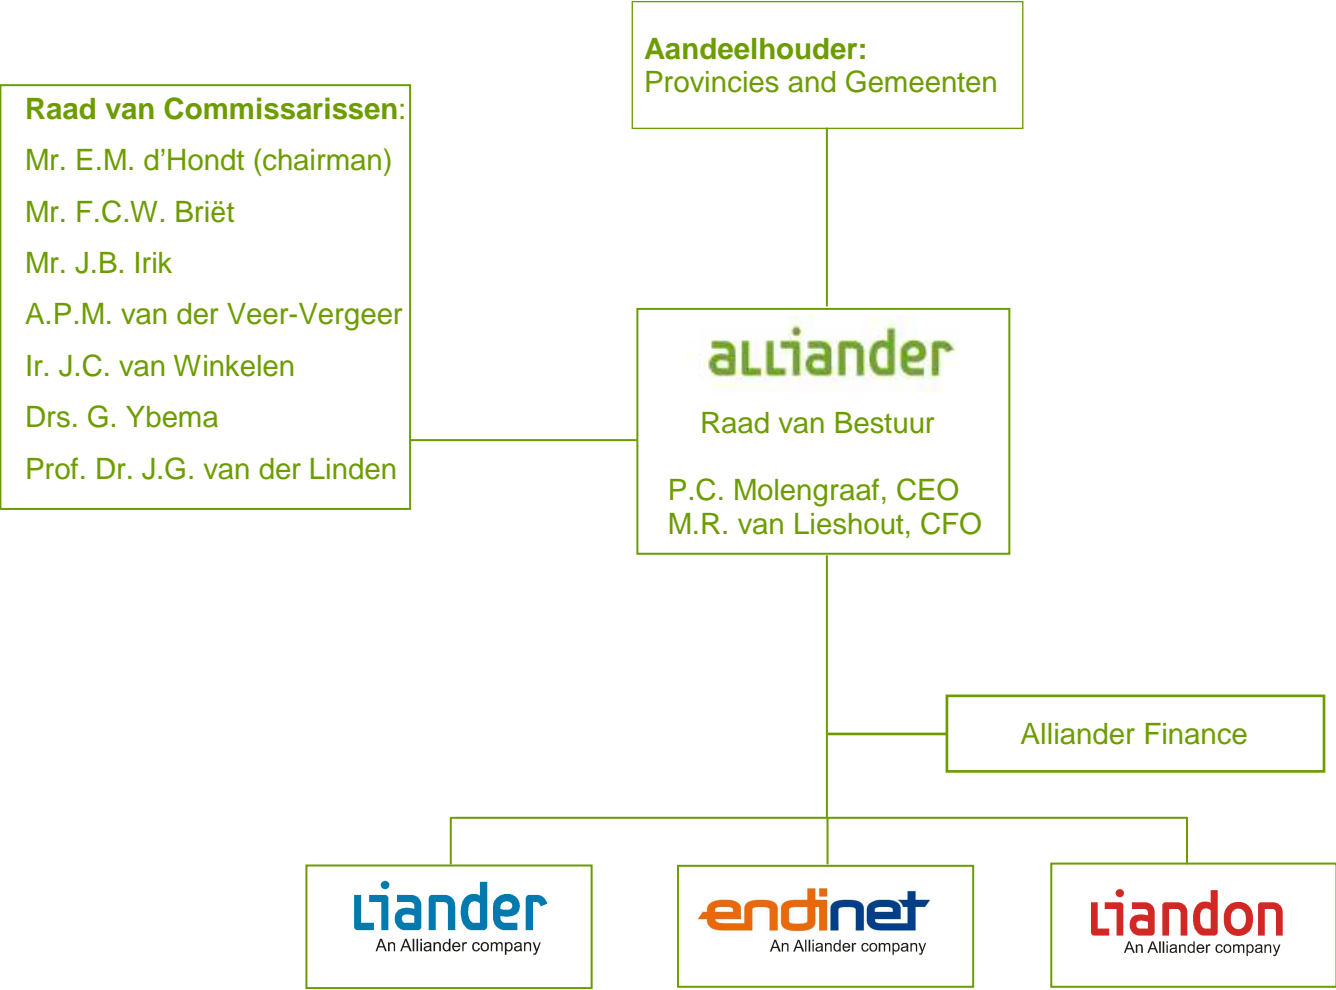 Aandeelhouder:
Provincies and Gemeenten
Raad van Commissarissen:
Mr. E.M. d’Hondt (chairman)
Mr. F.C.W. Briët
Mr. J.B. Irik
A.P.M. van der Veer-Vergeer
Ir. J.C. van Winkelen
Drs. G. Ybema
Prof. Dr. J.G. van der Linden
alliander
Raad van Bestuur
P.C. Molengraaf, CEO
M.R. van Lieshout, CFO
Alliander Finance
Liander
An Alliander company
endinet
An Alliander company
Liandon
An Alliander company